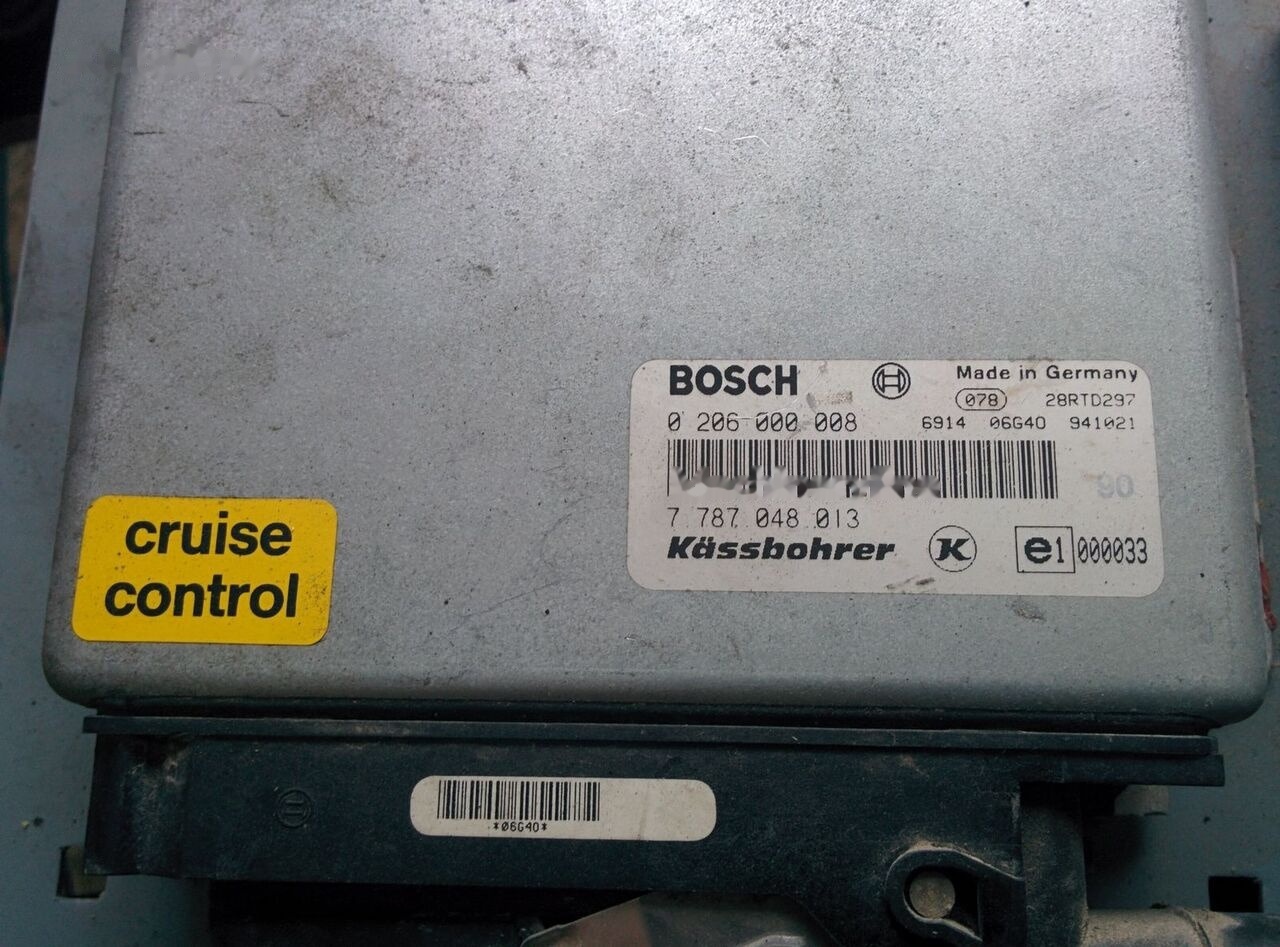 BOSCH
Made in Germany
078 28RTD297
0 206 000 008
6914 06G40 941021
90
7 787 048 013
Kässbohrer K e1 000033
cruise
control
*06G40*